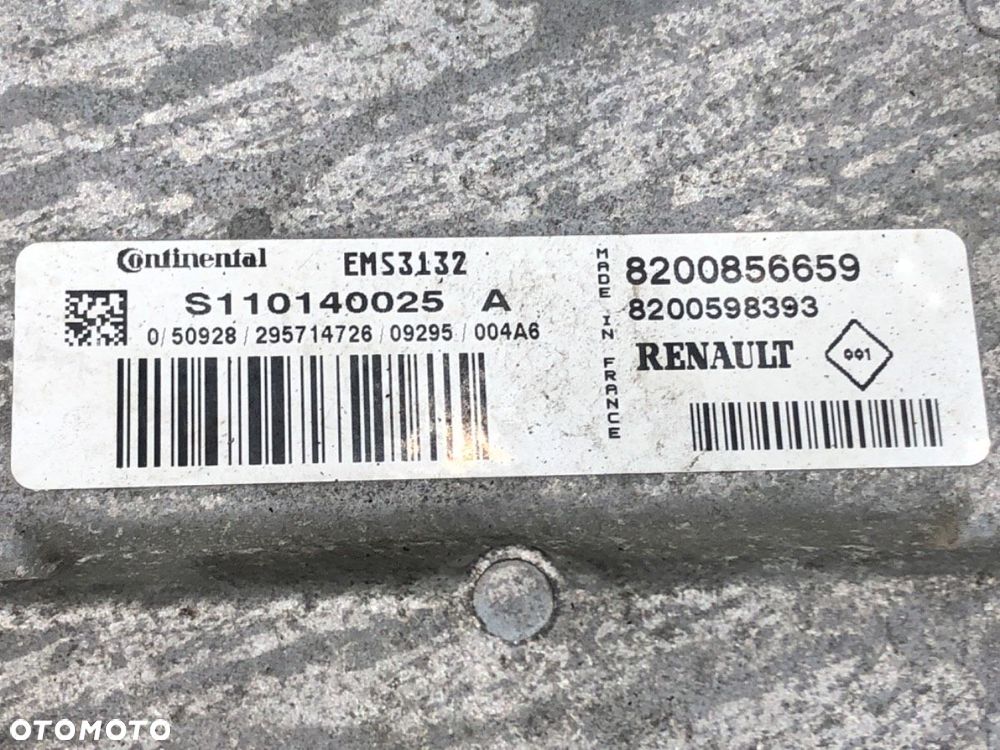 Continental EMS3132
S110140025 A
0/50928/295714726/09295/004A6
MADE IN FRANCE
8200856659
8200598393
RENAULT 001
OTOMOTO